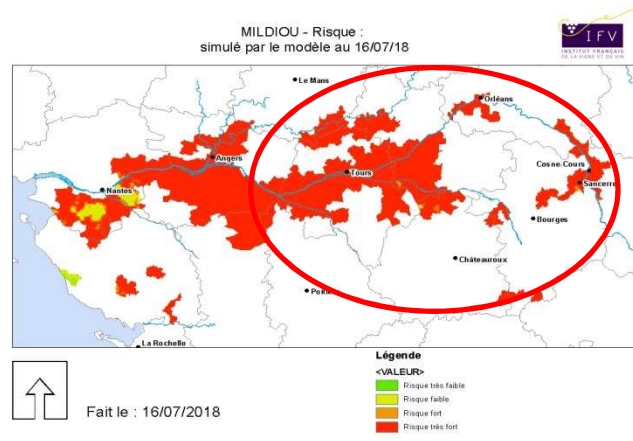 MILDIOU - Risque :
simulé par le modèle au 16/07/18
IFV
INSTITUT FRANÇAIS
DE LA VIGNE ET DU VIN
Le Mans
Orléans
Angers
Cosne-Cours
Tours
Sancerre
Nantes
Bourges
Châteauroux
Poiti
La Rochelle
Légende
<VALEUR>
Risque très faible
Risque faible
Risque fort
Risque très fort
Fait le : 16/07/2018